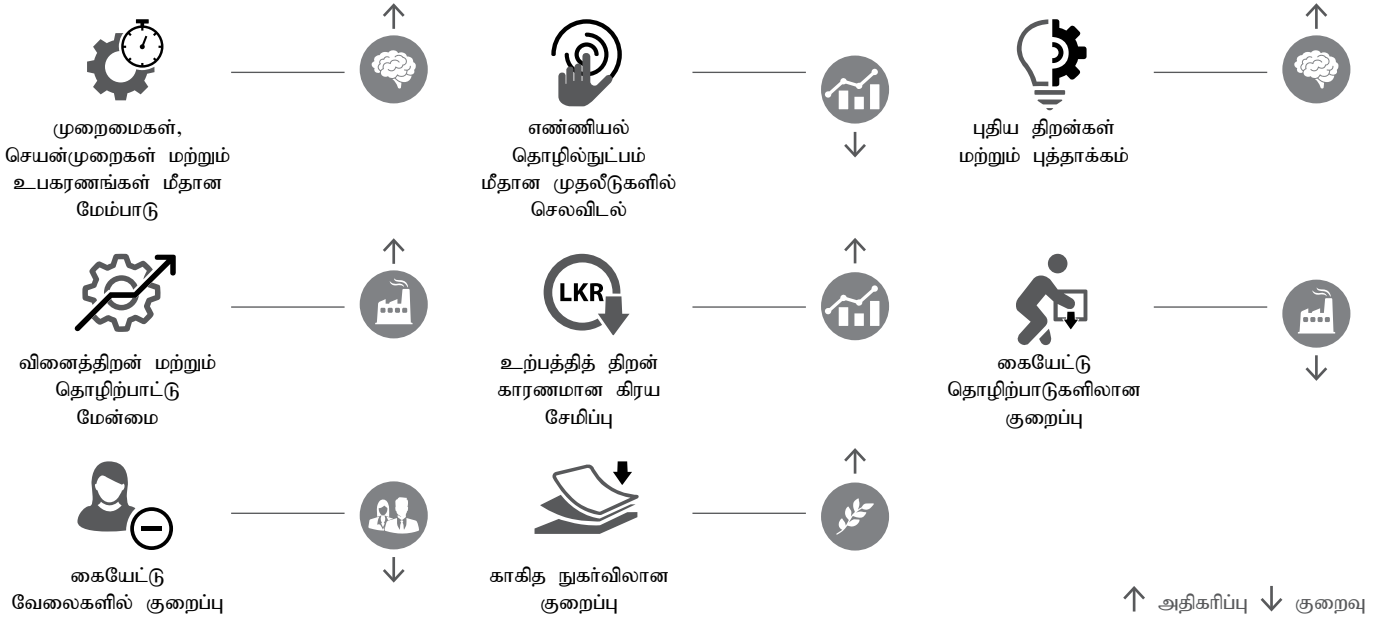 முறைமைகள்,
செயன்முறைகள் மற்றும்
உபகரணங்கள் மீதான
மேம்பாடு
எண்ணியல்
தொழில்நுட்பம்
மீதான முதலீடுகளில்
செலவிடல்
புதிய திறன்கள்
மற்றும் புத்தாக்கம்
வினைத்திறன் மற்றும்
தொழிற்பாட்டு
மேன்மை
LKR
உற்பத்தித் திறன்
காரணமான கிரய
சேமிப்பு
கையேட்டு
தொழிற்பாடுகளிலான
குறைப்பு
கையேட்டு
வேலைகளில் குறைப்பு
காகித நுகர்விலான
குறைப்பு
↑ அதிகரிப்பு ↓ குறைவு